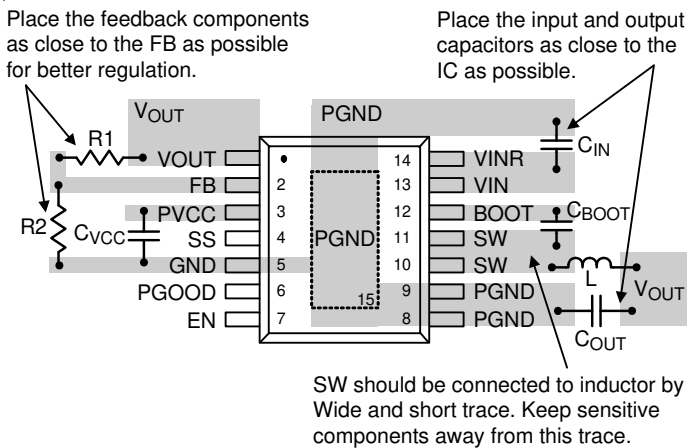 Place the feedback components
as close to the FB as possible
for better regulation.
Place the input and output
capacitors as close to the
IC as possible.
VOUT
PGND
R1
VOUT
14
VINR
CIN
FB
2
13
VIN
R2
CVCC
PVCC
3
12
BOOT
CBOOT
SS
4
PGND
11
SW
GND
5
10
SW
L
VOUT
PGOOD
6
15
9
PGND
EN
7
8
PGND
COUT
SW should be connected to inductor by
Wide and short trace. Keep sensitive
components away from this trace.